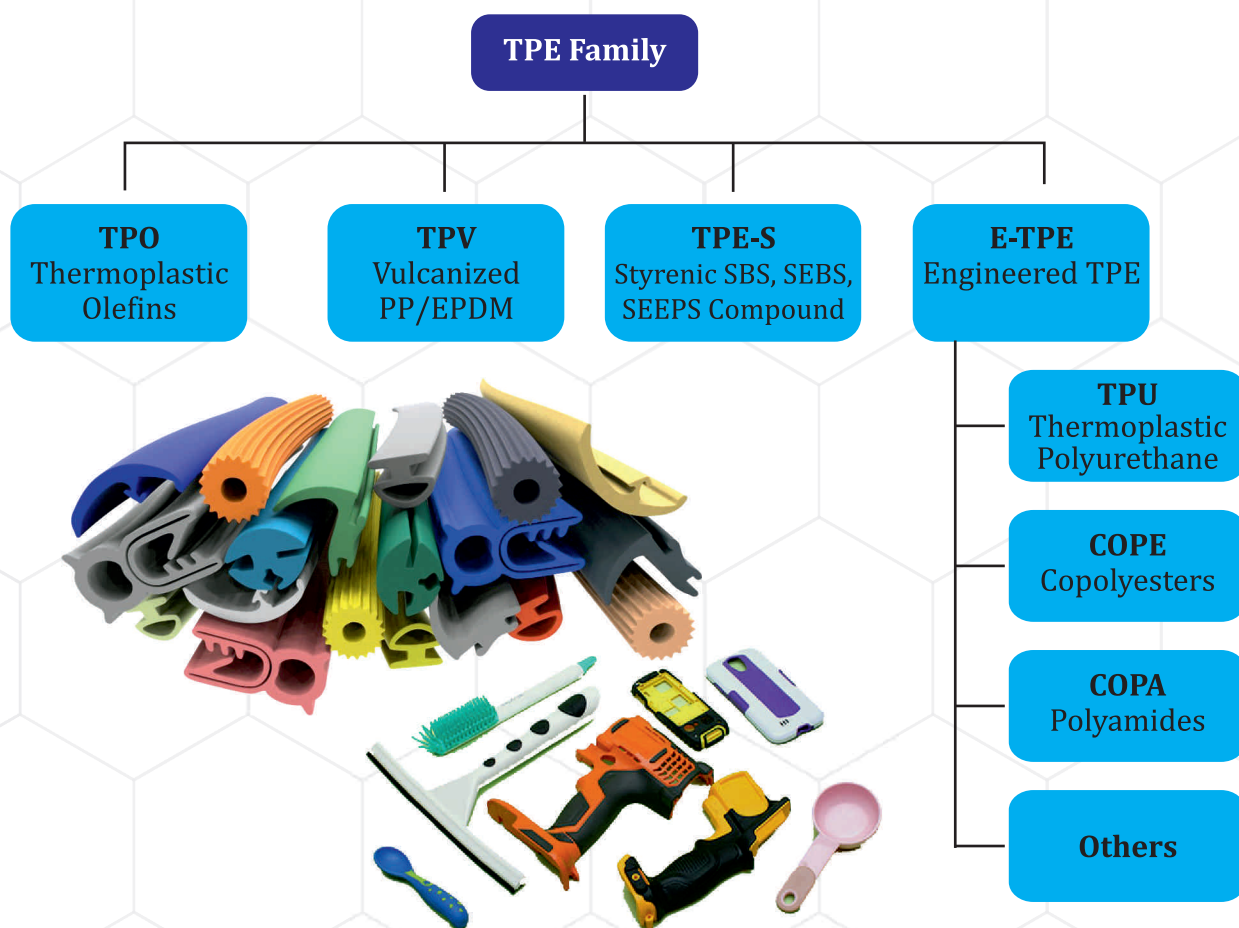 TPE Family
TPO
Thermoplastic
Olefins
TPV
Vulcanized
PP/EPDM
TPE-S
Styrenic SBS, SEBS,
SEEPS Compound
E-TPE
Engineered TPE
TPU
Thermoplastic
Polyurethane
COPE
Copolyesters
COPA
Polyamides
Others